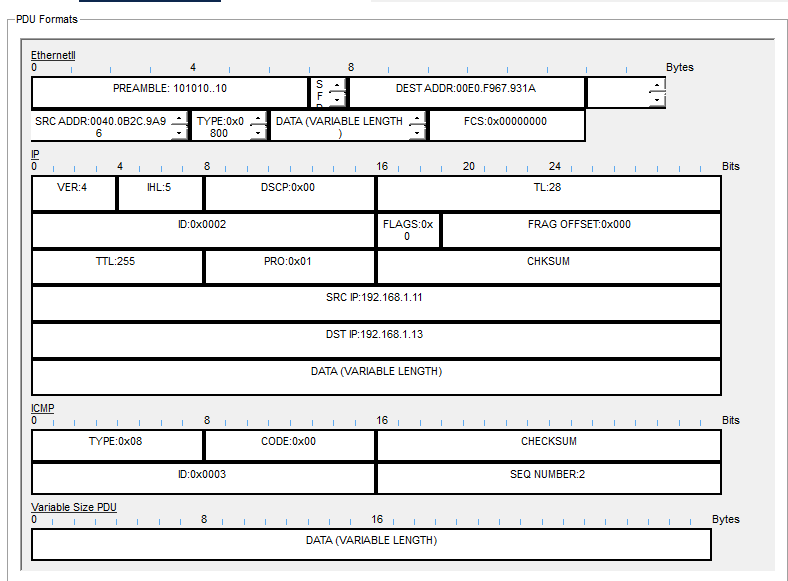 PDU Formats
EthernetII
0 4 8 Bytes
PREAMBLE: 101010..10 SF DEST ADDR:00E0.F967.931A
SRC ADDR:0040.0B2C.9A9 TYPE:0x0 DATA (VARIABLE LENGTH FCS:0x00000000
6 800 )
IP
0 4 8 16 20 24 Bits
VER:4 IHL:5 DSCP:0x00 TL:28
ID:0x0002 FLAGS:0x FRAG OFFSET:0x000
0
TTL:255 PRO:0x01 CHKSUM
SRC IP:192.168.1.11
DST IP:192.168.1.13
DATA (VARIABLE LENGTH)
ICMP
0 8 16 Bits
TYPE:0x08 CODE:0x00 CHECKSUM
ID:0x0003 SEQ NUMBER:2
Variable Size PDU
0 8 16 Bytes
DATA (VARIABLE LENGTH)